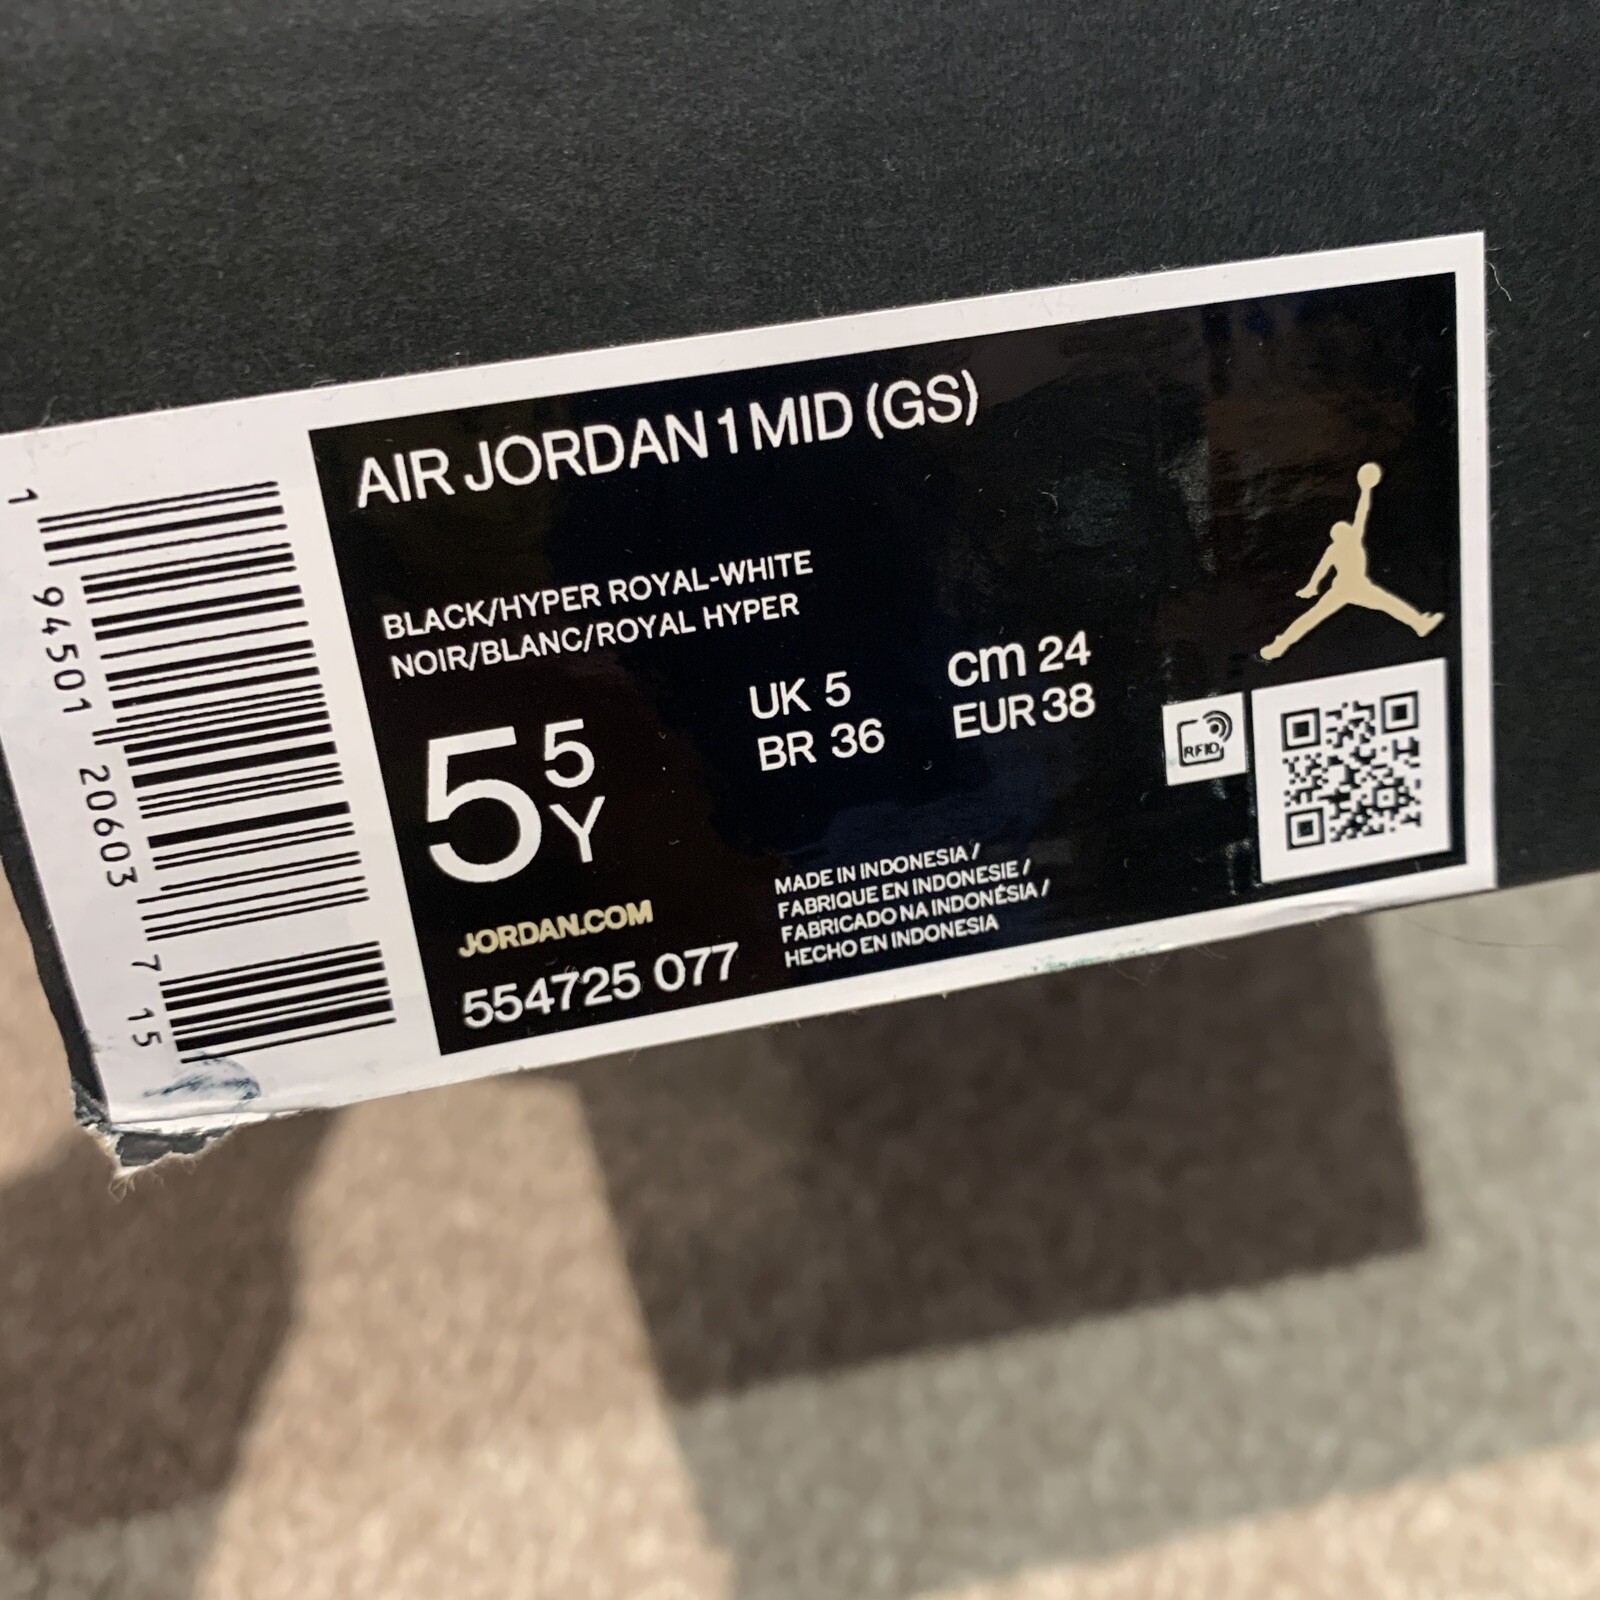 AIR JORDAN 1 MID (GS)
BLACK/HYPER ROYAL-WHITE
NOIR/BLANC/ROYAL HYPER
5 5 Y
UK 5
BR 36
cm 24
EUR 38
RFID
JORDAN.COM
554725 077
MADE IN INDONESIA /
FABRIQUE EN INDONESIE /
FABRICADO NA INDONÉSIA /
HECHO EN INDONESIA
1 94501 20603 7 15